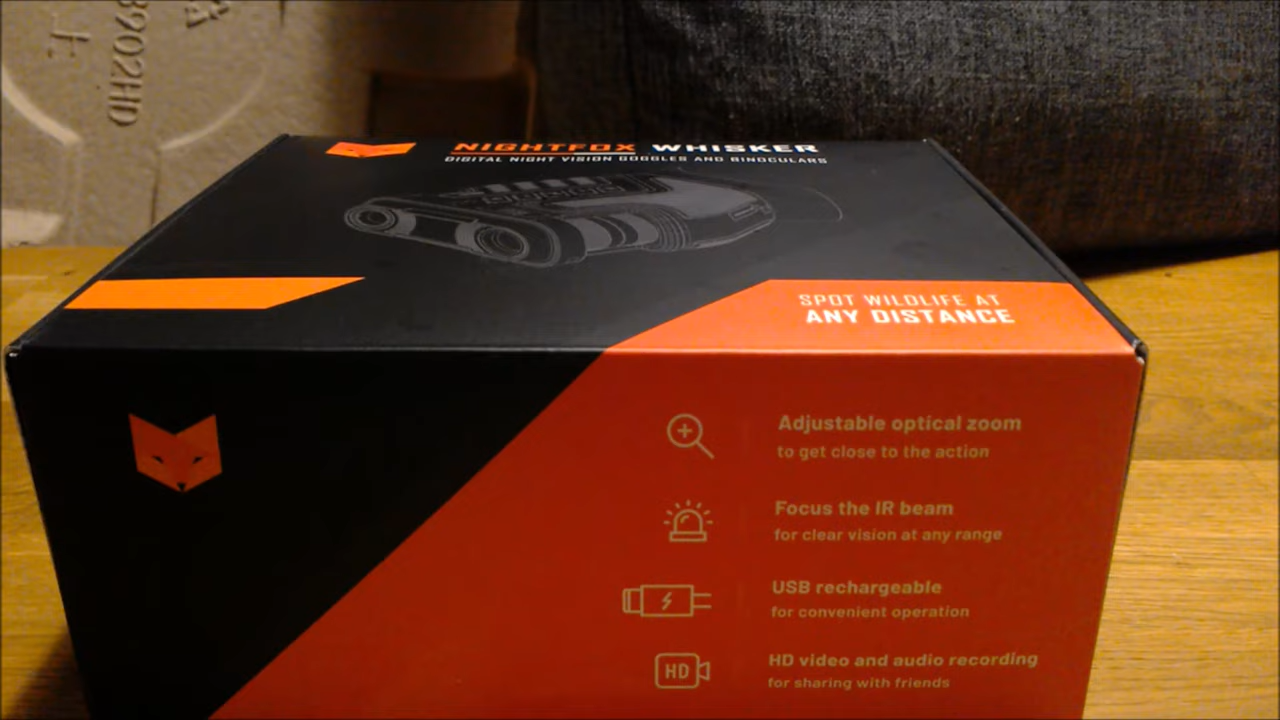 8902HD
NIGHTFOX WHISKER
DIGITAL NIGHT VISION GOGGLES AND BINOCULARS
SPOT WILDLIFE AT
ANY DISTANCE
Adjustable optical zoom
to get close to the action
Focus the IR beam
for clear vision at any range
USB rechargeable
for convenient operation
HD
HD video and audio recording
for sharing with friends